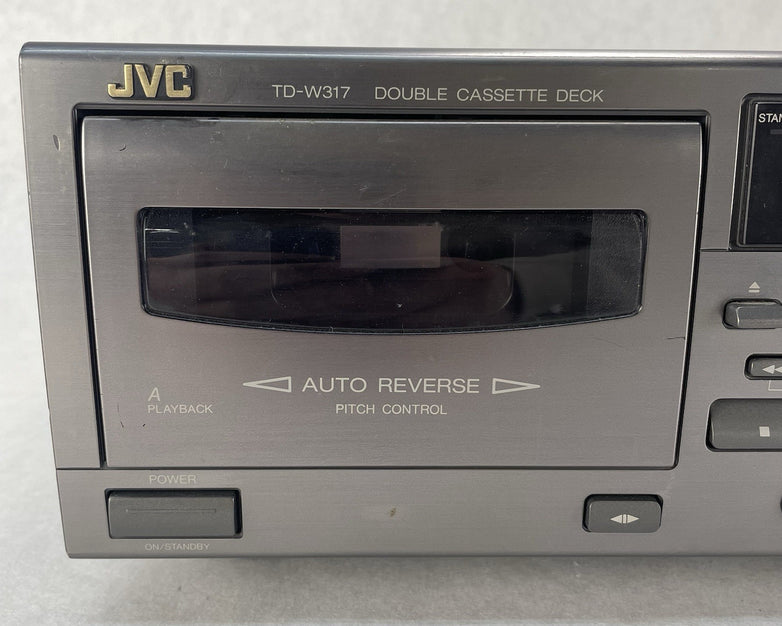 JVC
TD-W317 DOUBLE CASSETTE DECK
AUTO REVERSE
PITCH CONTROL
A
PLAYBACK
POWER
ON/STANDBY